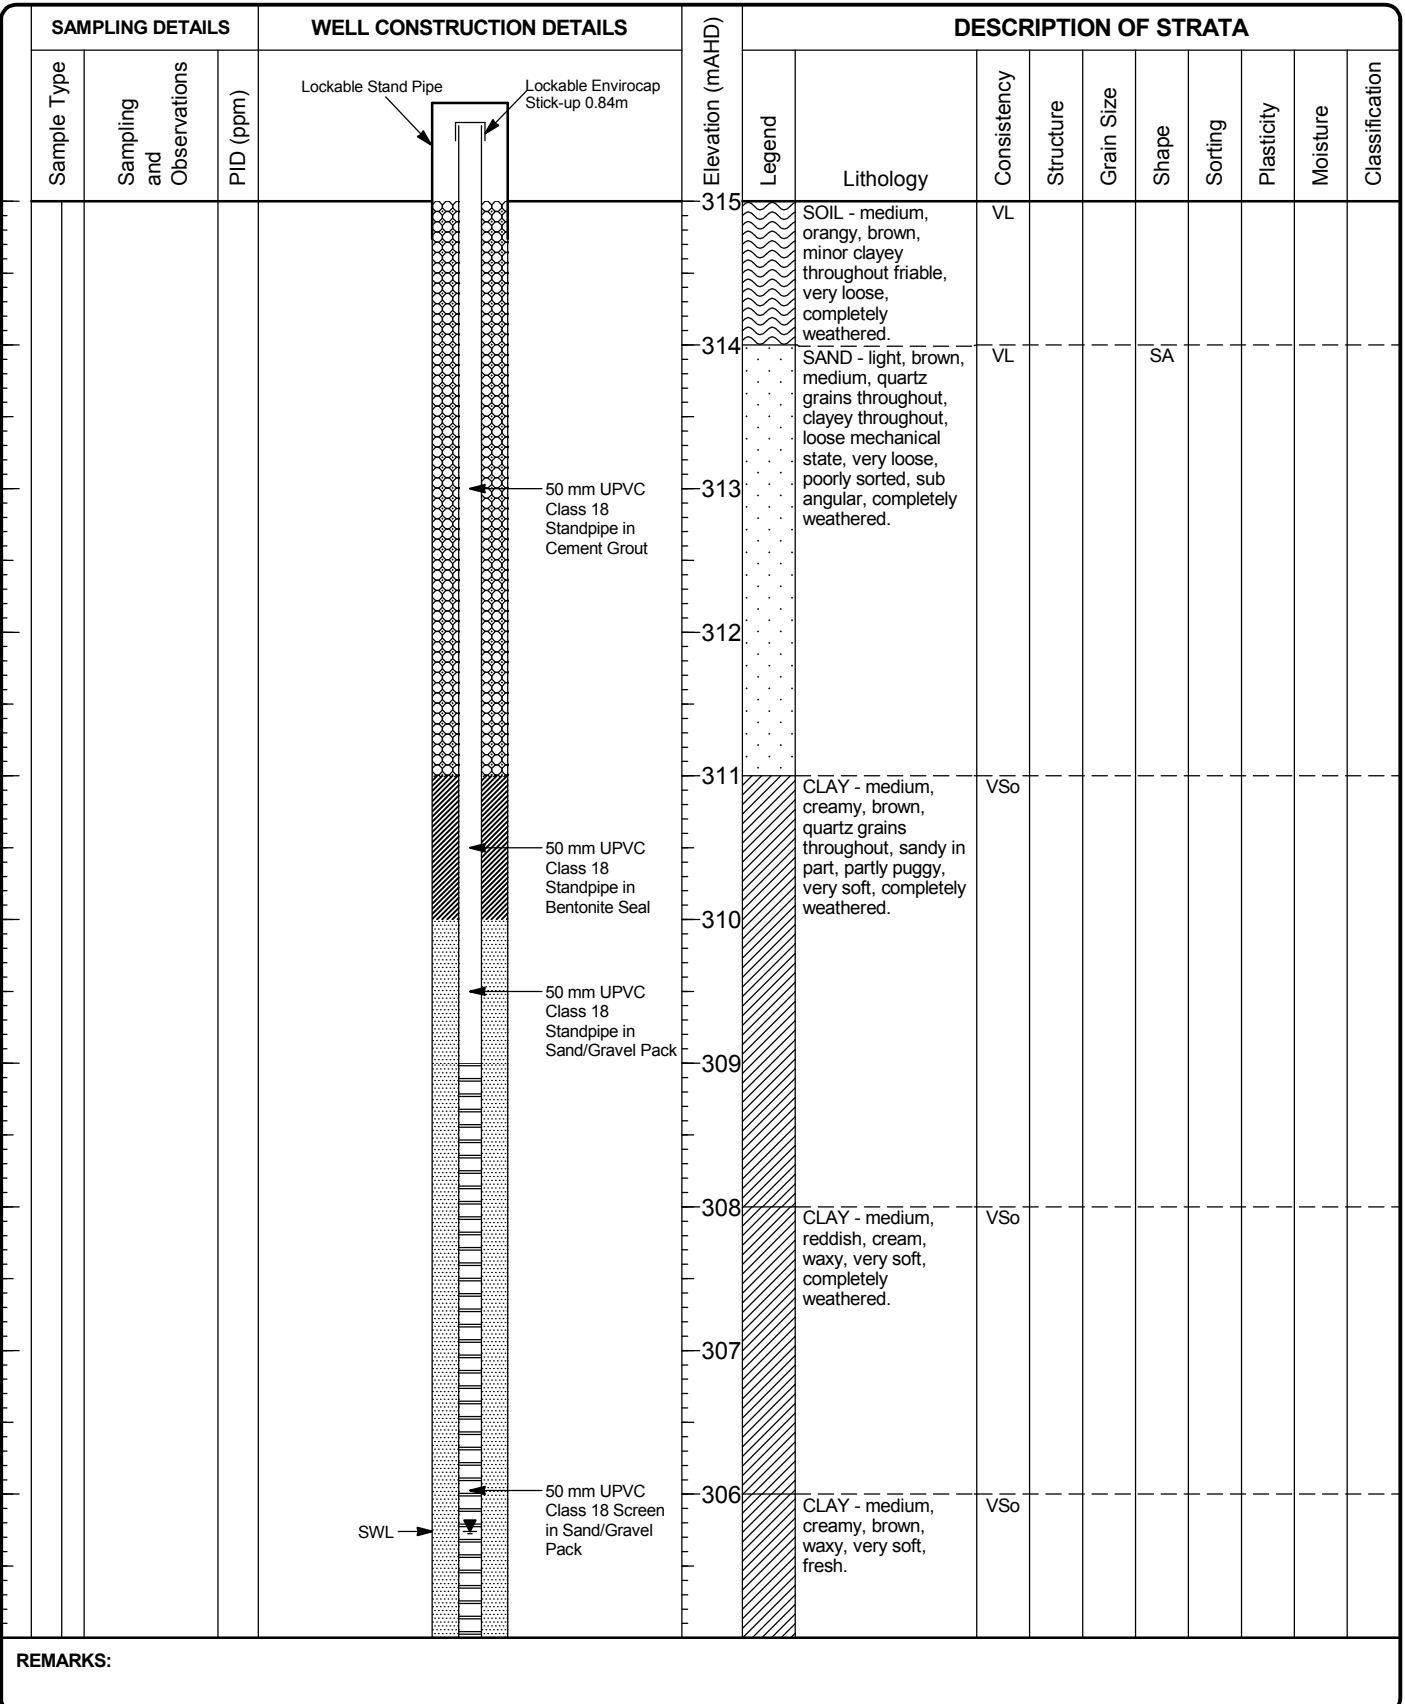 SAMPLING DETAILS
WELL CONSTRUCTION DETAILS
DESCRIPTION OF STRATA
Sample Type
Sampling
and
Observations
PID (ppm)
Lockable Stand Pipe
Lockable Envirocap
Stick-up 0.84m
Elevation (mAHD)
Legend
Lithology
Consistency
Structure
Grain Size
Shape
Sorting
Plasticity
Moisture
Classification
315
SOIL - medium,
orangy, brown,
minor clayey
throughout friable,
very loose,
completely
weathered.
VL
314
SAND - light, brown,
medium, quartz
grains throughout,
clayey throughout,
loose mechanical
state, very loose,
poorly sorted, sub
angular, completely
weathered.
VL
SA
50 mm UPVC
Class 18
Standpipe in
Cement Grout
313
312
311
CLAY - medium,
creamy, brown,
quartz grains
throughout, sandy in
part, partly puggy,
very soft, completely
weathered.
VSo
50 mm UPVC
Class 18
Standpipe in
Bentonite Seal
310
50 mm UPVC
Class 18
Standpipe in
Sand/Gravel Pack
309
308
CLAY - medium,
reddish, cream,
waxy, very soft,
completely
weathered.
VSo
307
50 mm UPVC
Class 18 Screen
in Sand/Gravel
Pack
306
CLAY - medium,
creamy, brown,
waxy, very soft,
fresh.
VSo
SWL
REMARKS: